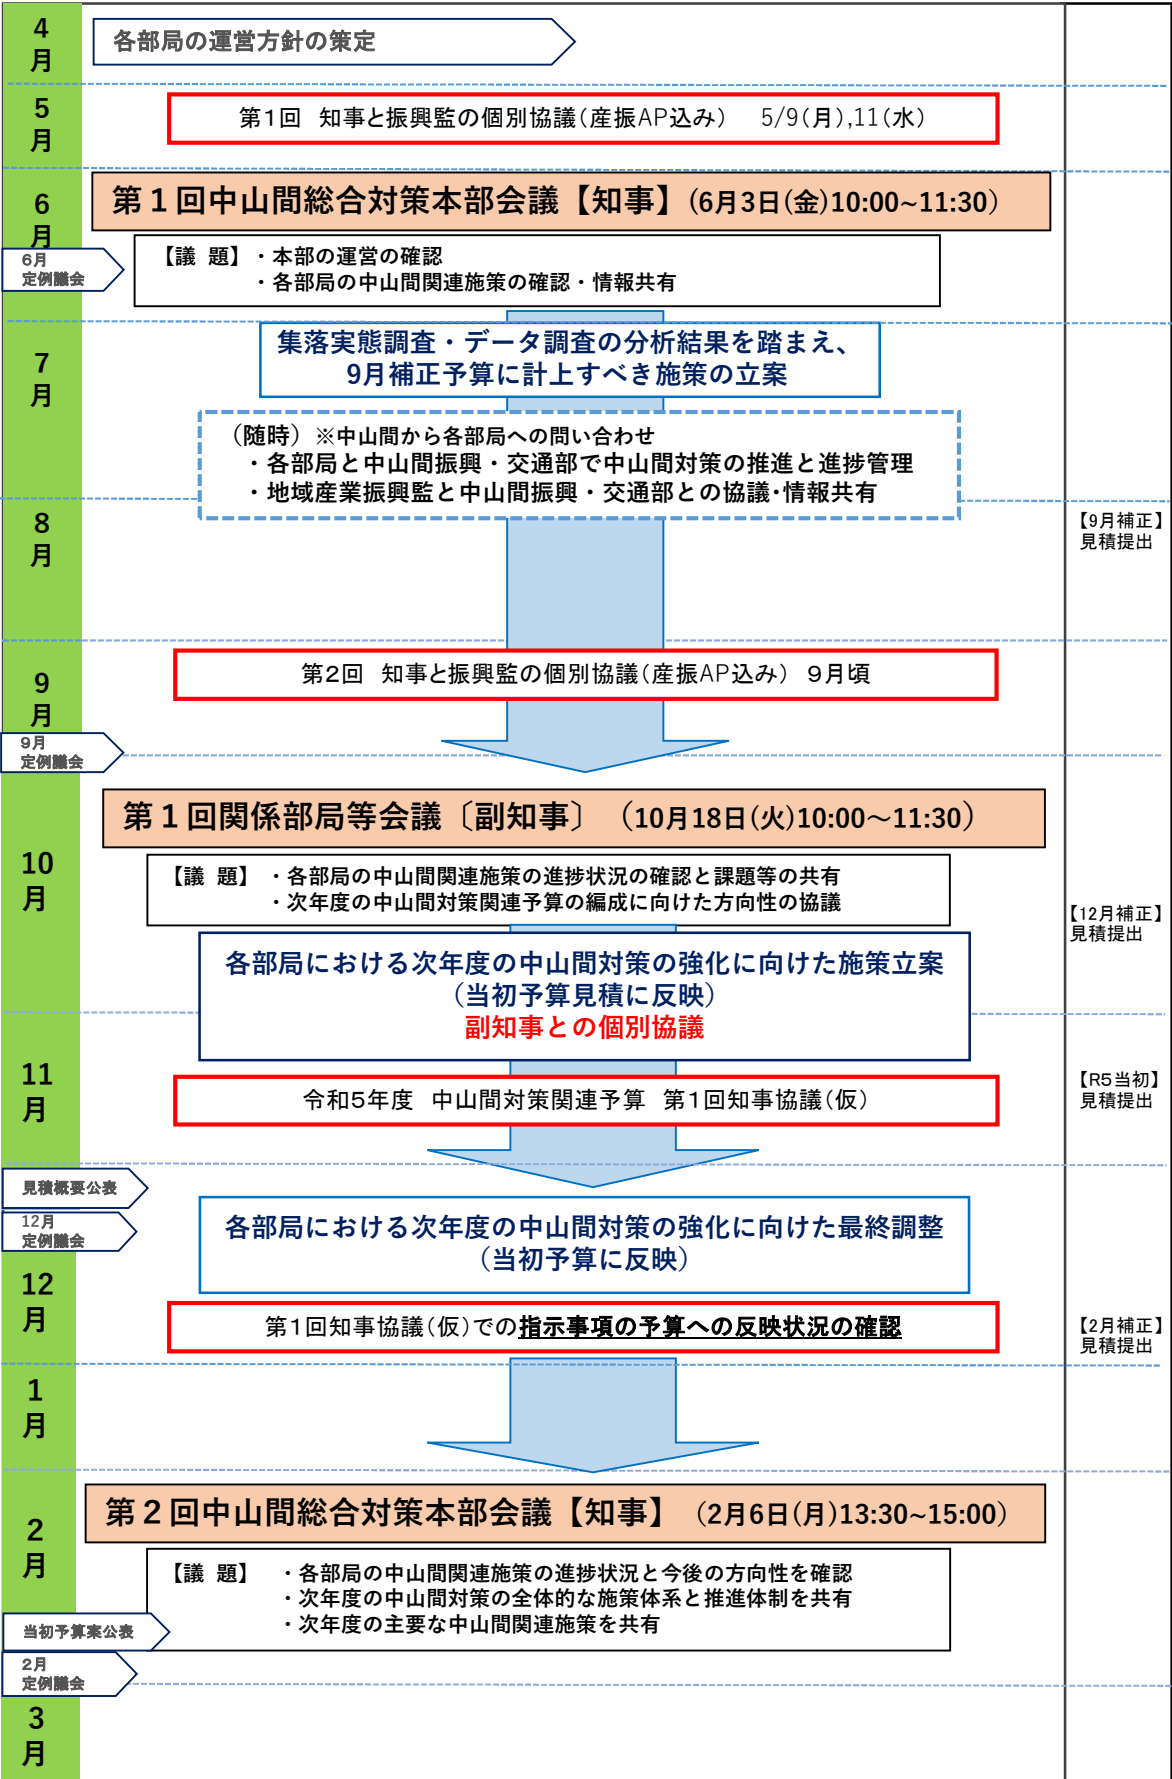 4
月
各部局の運営方針の策定
5
月
第1回　知事と振興監の個別協議(産振AP込み)　5/9(月),11(水)
6
月
第１回中山間総合対策本部会議【知事】(6月3日(金)10:00~11:30)
6月
定例議会
【議 題】・本部の運営の確認
・各部局の中山間関連施策の確認・情報共有
7
月
集落実態調査・データ調査の分析結果を踏まえ、
9月補正予算に計上すべき施策の立案
（随時）※中山間から各部局への問い合わせ
・各部局と中山間振興・交通部で中山間対策の推進と進捗管理
・地域産業振興監と中山間振興・交通部との協議・情報共有
8
月
【9月補正】
見積提出
9
月
第2回　知事と振興監の個別協議(産振AP込み)　9月頃
9月
定例議会
第１回関係部局等会議〔副知事〕（10月18日(火)10:00～11:30）
10
月
【議 題】・各部局の中山間関連施策の進捗状況の確認と課題等の共有
・次年度の中山間対策関連予算の編成に向けた方向性の協議
【12月補正】
見積提出
各部局における次年度の中山間対策の強化に向けた施策立案
（当初予算見積に反映）
副知事との個別協議
11
月
令和5年度　中山間対策関連予算　第1回知事協議(仮)
【R5当初】
見積提出
見積概要公表
12月
定例議会
各部局における次年度の中山間対策の強化に向けた最終調整
（当初予算に反映）
12
月
第1回知事協議(仮)での指示事項の予算への反映状況の確認
【2月補正】
見積提出
1
月
第２回中山間総合対策本部会議【知事】（2月6日(月)13:30~15:00）
2
月
【議 題】・各部局の中山間関連施策の進捗状況と今後の方向性を確認
・次年度の中山間対策の全体的な施策体系と推進体制を共有
・次年度の主要な中山間関連施策を共有
当初予算案公表
2月
定例議会
3
月